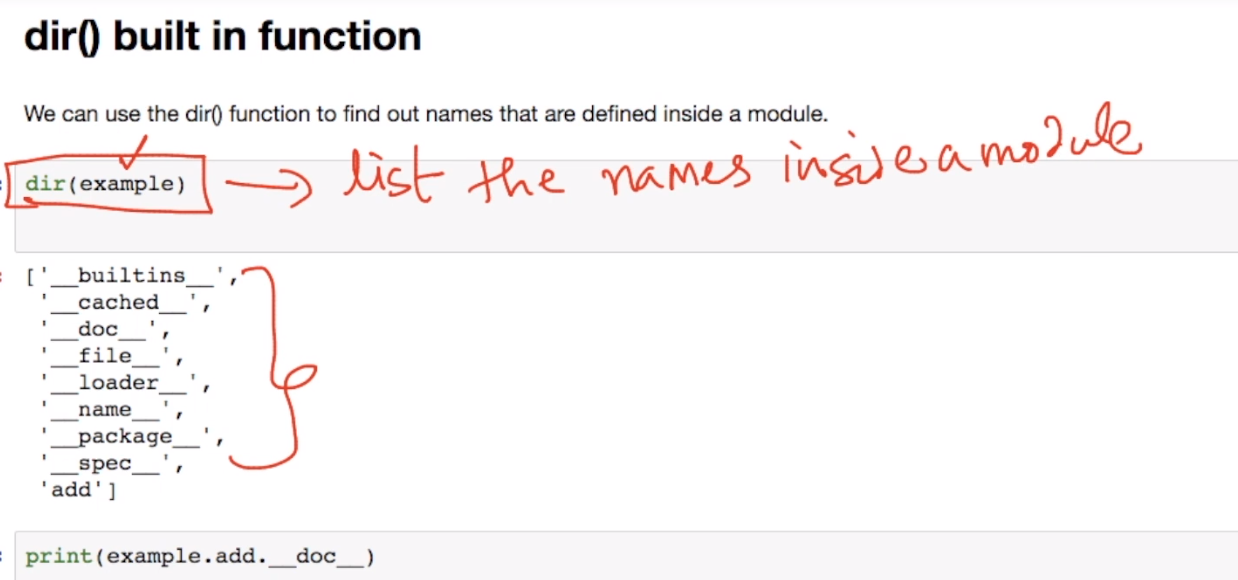 dir() built in function
We can use the dir() function to find out names that are defined inside a module.
dir(example) → list the names inside a module
['__builtins__',
'__cached__',
'__doc__',
'__file__',
'__loader__',
'__name__',
'__package__',
'__spec__',
'add']
print(example.add.__doc__)